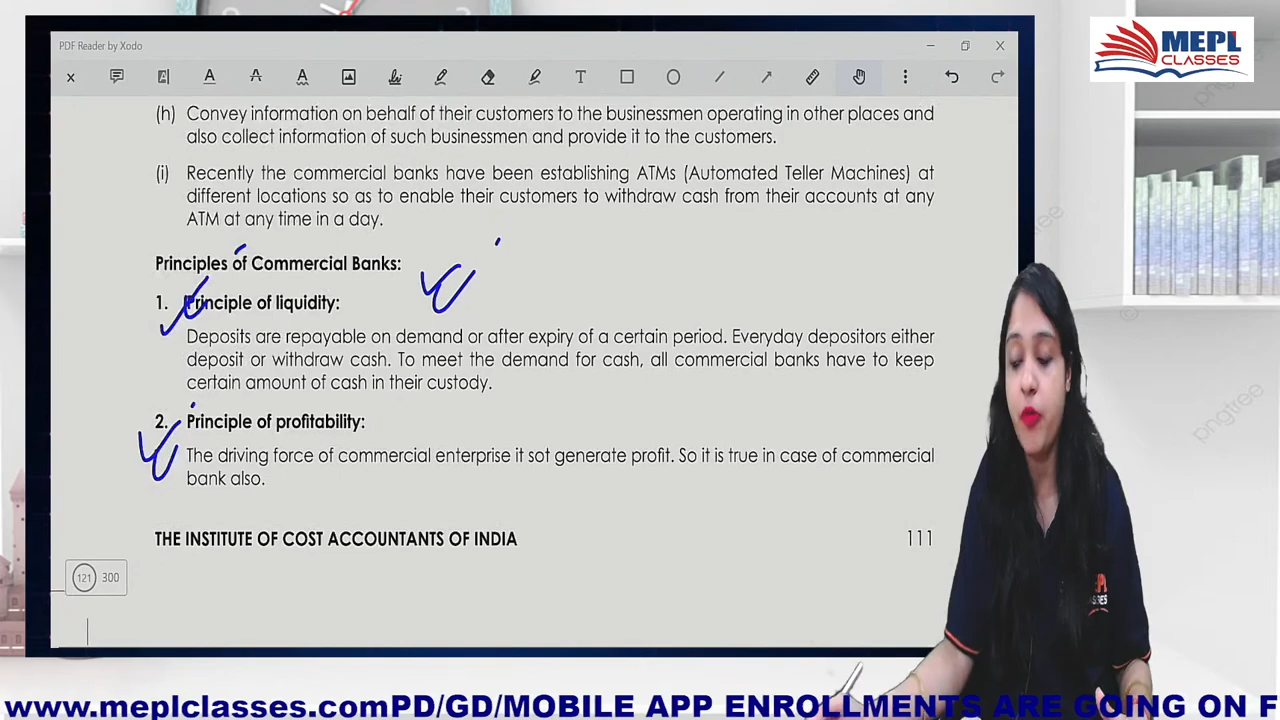 PDF Reader by Xodo
MEPL
CLASSES
(h) Convey information on behalf of their customers to the businessmen operating in other places and
also collect information of such businessmen and provide it to the customers.
(i) Recently the commercial banks have been establishing ATMs (Automated Teller Machines) at
different locations so as to enable their customers to withdraw cash from their accounts at any
ATM at any time in a day.
Principles of Commercial Banks:
1. Principle of liquidity:
Deposits are repayable on demand or after expiry of a certain period. Everyday depositors either
deposit or withdraw cash. To meet the demand for cash, all commercial banks have to keep
certain amount of cash in their custody.
2. Principle of profitability:
The driving force of commercial enterprise it sot generate profit. So it is true in case of commercial
bank also.
THE INSTITUTE OF COST ACCOUNTANTS OF INDIA 111
121 300
pngtree
www.meplclasses.comPD/GD/MOBILE APP ENROLLMENTS ARE GOING ON F